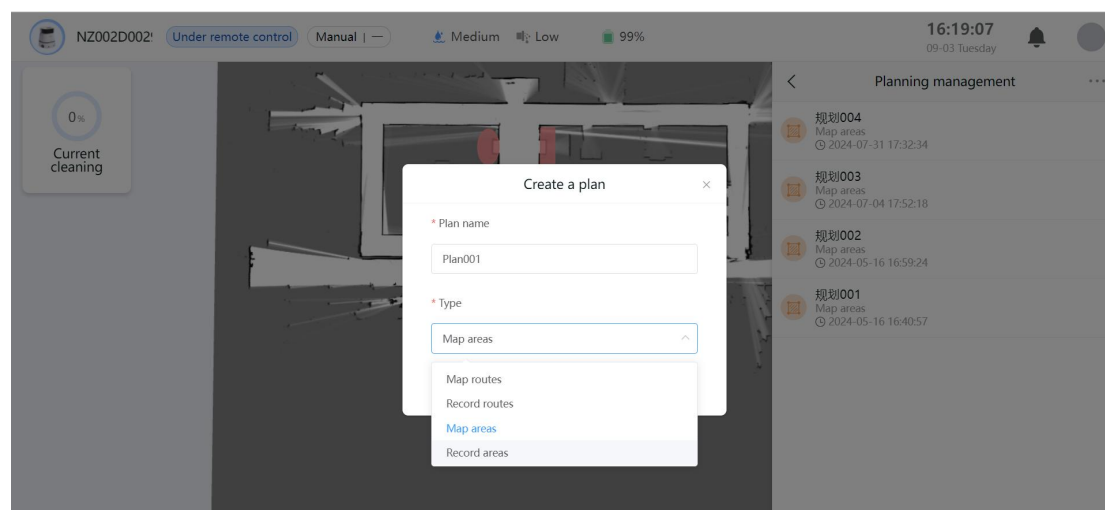 NZ002D0029 Under remote control Manual | — Medium Low 99%
16:19:07
09-03 Tuesday
0%
Current
cleaning
Planning management
规划004
Map areas
2024-07-31 17:32:34
规划003
Map areas
2024-07-04 17:52:18
规划002
Map areas
2024-05-16 16:59:24
规划001
Map areas
2024-05-16 16:40:57
Create a plan
* Plan name
Plan001
* Type
Map areas
Map routes
Record routes
Map areas
Record areas